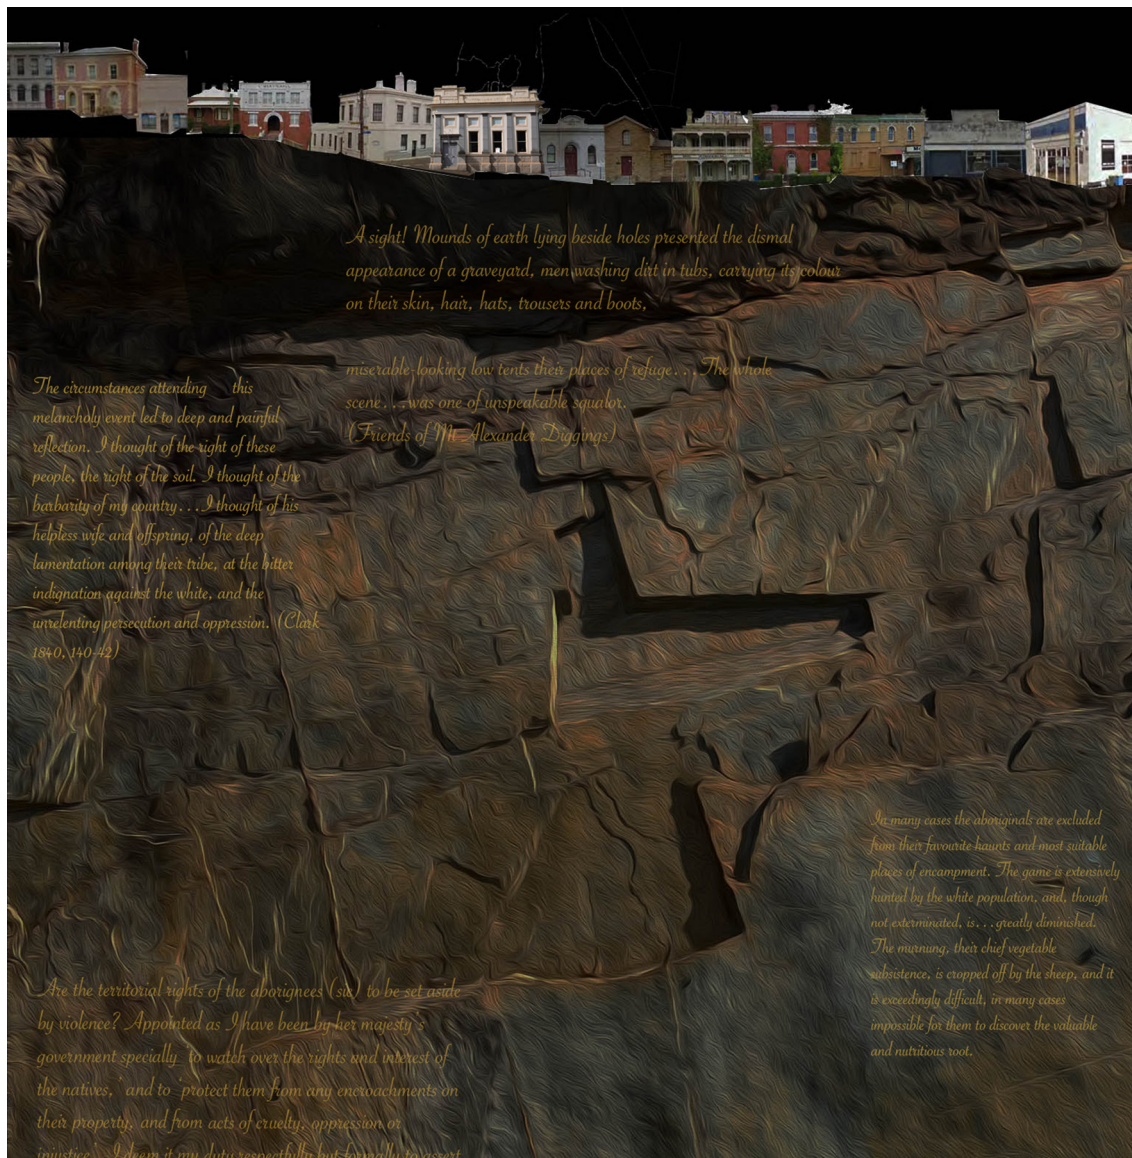 A sight! Mounds of earth lying beside holes presented the dismal
appearance of a graveyard, men washing dirt in tubs, carrying its colour
on their skin, hair, hats, trousers and boots,
miserable-looking low tents their places of refuge...The whole
scene...was one of unspeakable squalor.
(Friends of Mt Alexander Diggings)
The circumstances attending this
melancholy event led to deep and painful
reflection. I thought of the right of these
people, the right of the soil. I thought of the
barbarity of my country...I thought of his
helpless wife and offspring, of the deep
lamentation among their tribe, at the bitter
indignation against the white, and the
unrelenting persecution and oppression. (Clark
1840, 140-42)
In many cases the aboriginals are excluded
from their favourite haunts and most suitable
places of encampment. The game is extensively
hunted by the white population, and, though
not exterminated, is...greatly diminished.
The murnung, their chief vegetable
subsistence, is cropped off by the sheep, and it
is exceedingly difficult, in many cases
impossible for them to discover the valuable
and nutritious root.
Are the territorial rights of the aborignees (sic) to be set aside
by violence? Appointed as I have been by her majesty's
government specially 'to watch over the rights and interest of
the natives,' and to 'protect them from any encroachments on
their property, and from acts of cruelty, oppression or
injustice', I deem it my duty respectfully but formally to assert